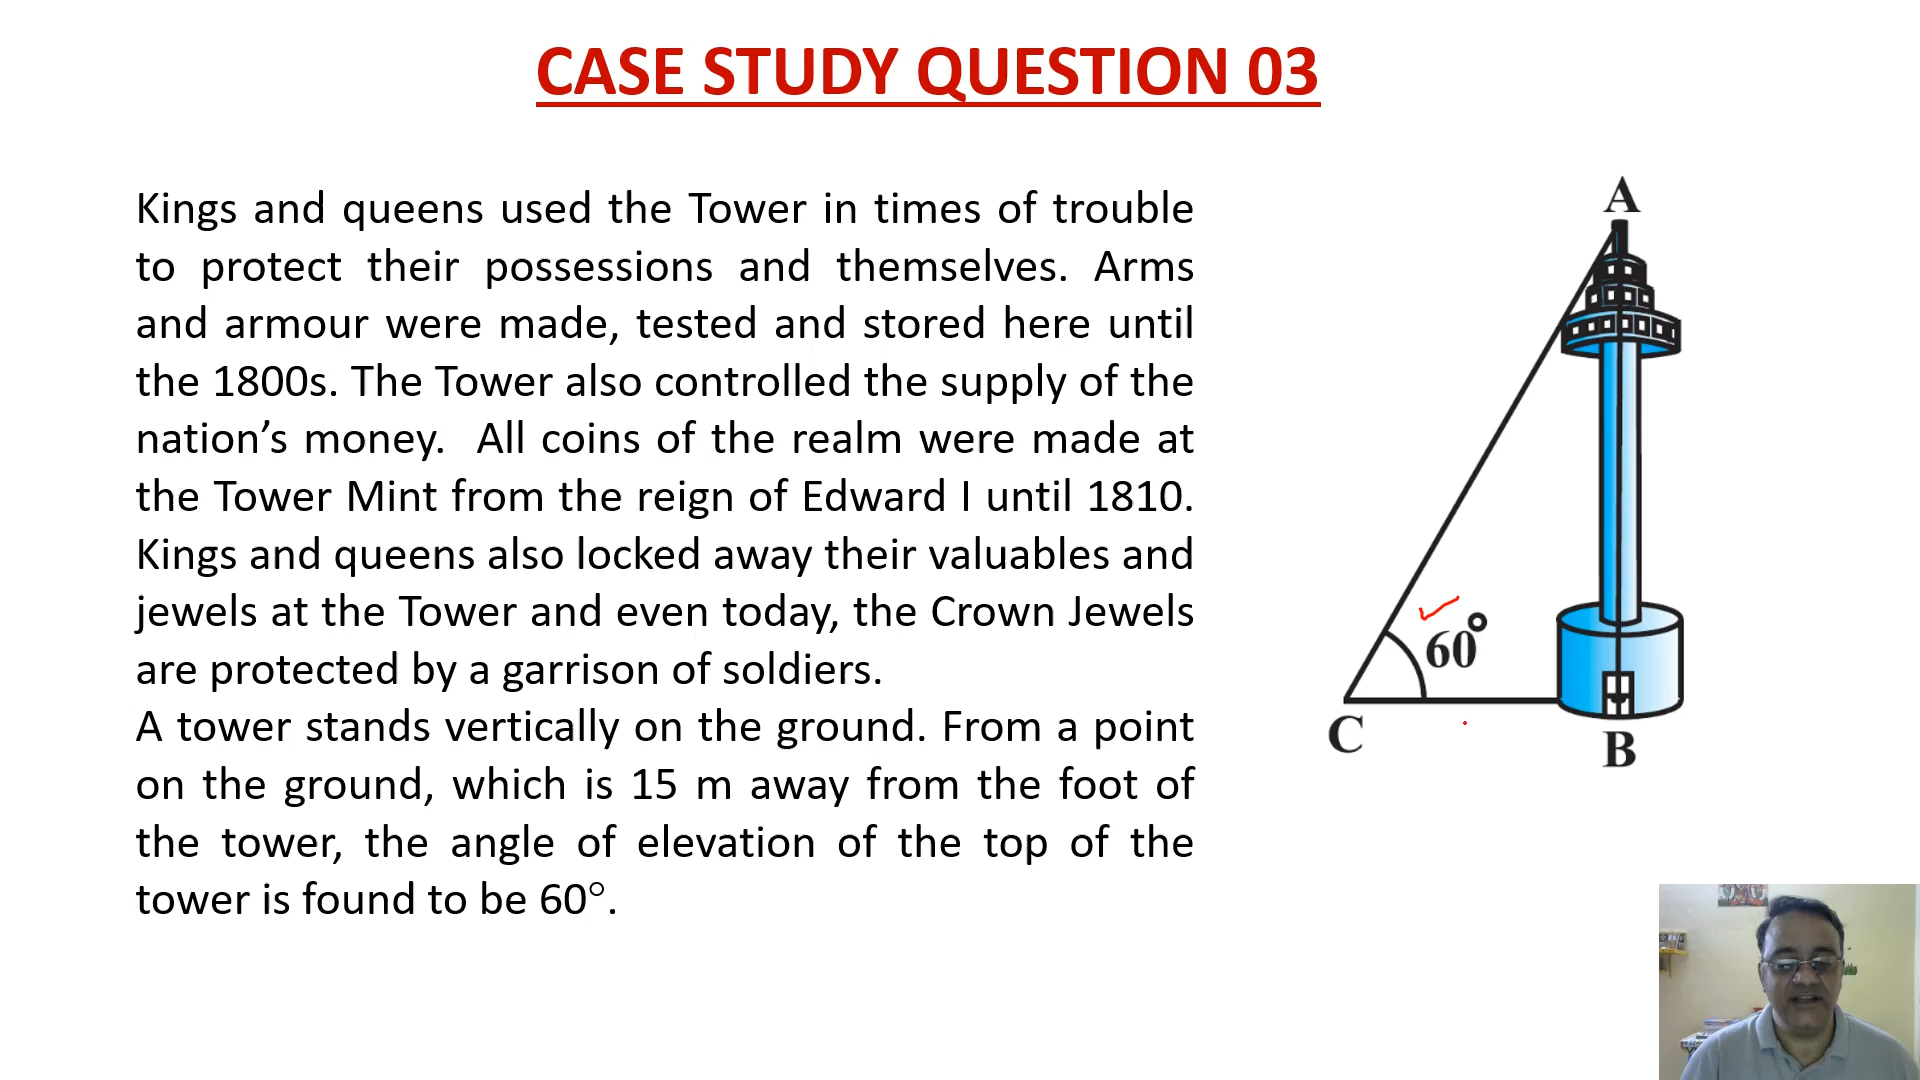 CASE STUDY QUESTION 03
Kings and queens used the Tower in times of trouble
to protect their possessions and themselves. Arms
and armour were made, tested and stored here until
the 1800s. The Tower also controlled the supply of the
nation’s money.  All coins of the realm were made at
the Tower Mint from the reign of Edward I until 1810.
Kings and queens also locked away their valuables and
jewels at the Tower and even today, the Crown Jewels
are protected by a garrison of soldiers.
A tower stands vertically on the ground. From a point
on the ground, which is 15 m away from the foot of
the tower, the angle of elevation of the top of the
tower is found to be 60°.
A
60°
C
B